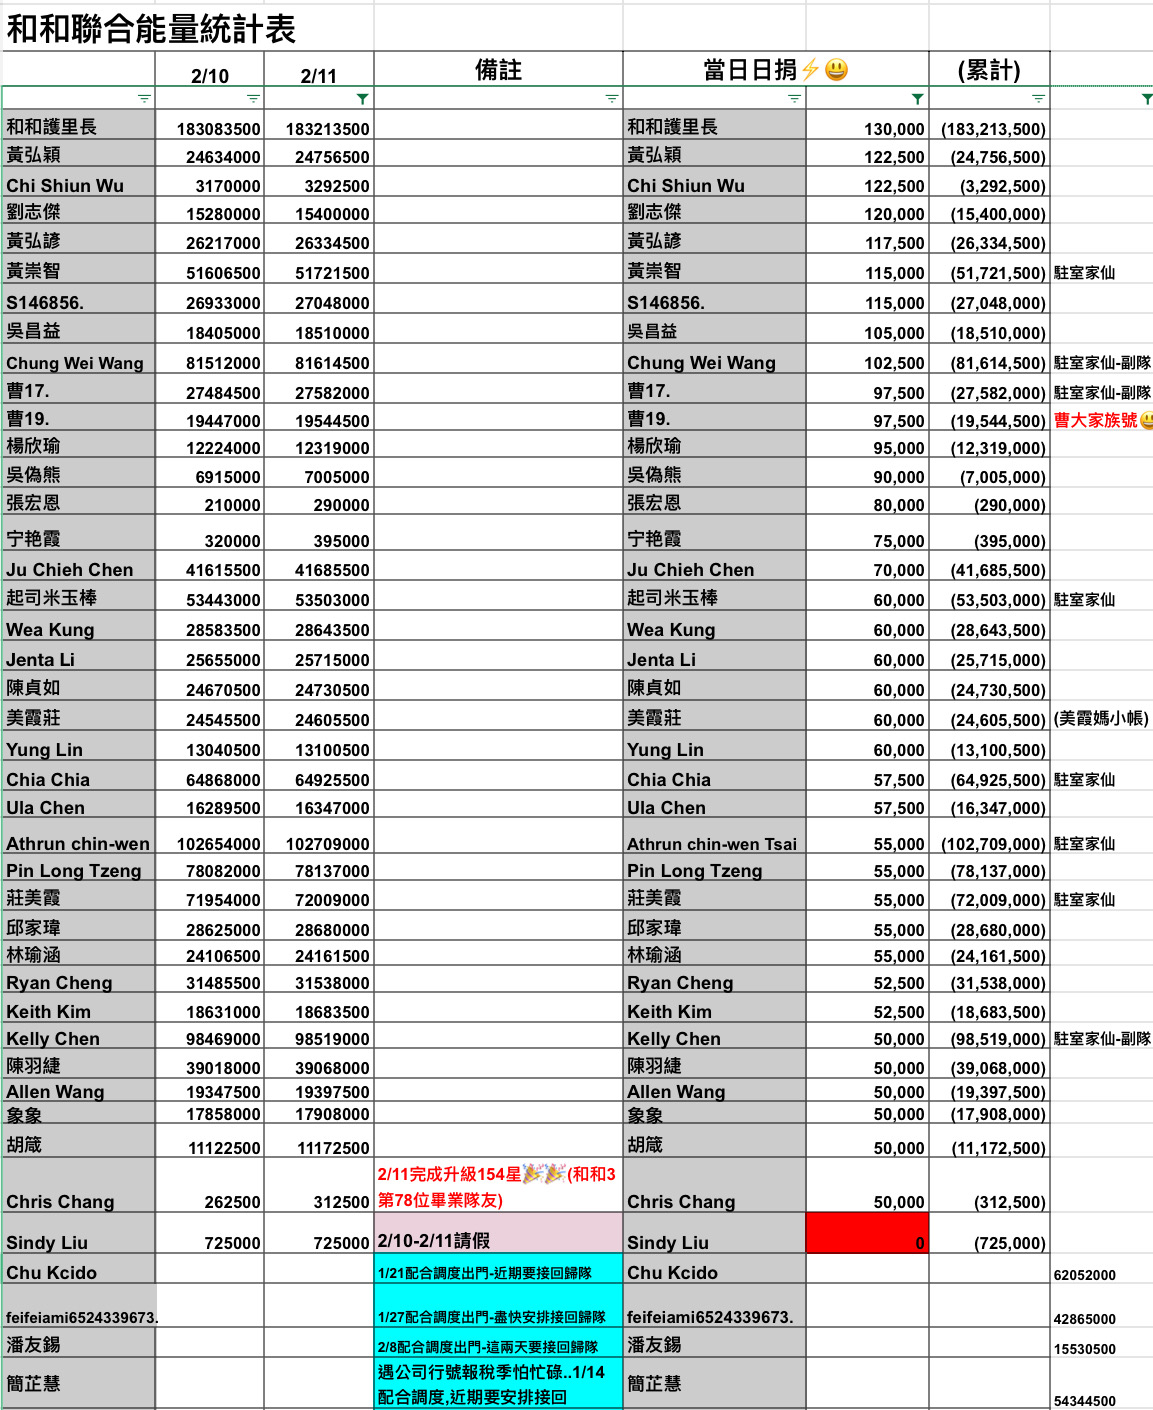 和和聯合能量統計表
2/10 2/11 備註 當日日捐⚡😃 (累計)
和和護里長 183083500 183213500 和和護里長 130,000 (183,213,500)
黃弘穎 24634000 24756500 黃弘穎 122,500 (24,756,500)
Chi Shiun Wu 3170000 3292500 Chi Shiun Wu 122,500 (3,292,500)
劉志傑 15280000 15400000 劉志傑 120,000 (15,400,000)
黃弘諺 26217000 26334500 黃弘諺 117,500 (26,334,500)
黃崇智 51606500 51721500 黃崇智 115,000 (51,721,500) 駐室家仙
S146856. 26933000 27048000 S146856. 115,000 (27,048,000)
吳昌益 18405000 18510000 吳昌益 105,000 (18,510,000)
Chung Wei Wang 81512000 81614500 Chung Wei Wang 102,500 (81,614,500) 駐室家仙-副隊
曹17. 27484500 27582000 曹17. 97,500 (27,582,000) 駐室家仙-副隊
曹19. 19447000 19544500 曹19. 97,500 (19,544,500) 曹大家族號😃
楊欣瑜 12224000 12319000 楊欣瑜 95,000 (12,319,000)
吳偽熊 6915000 7005000 吳偽熊 90,000 (7,005,000)
張宏恩 210000 290000 張宏恩 80,000 (290,000)
宁艳霞 320000 395000 宁艳霞 75,000 (395,000)
Ju Chieh Chen 41615500 41685500 Ju Chieh Chen 70,000 (41,685,500)
起司米玉棒 53443000 53503000 起司米玉棒 60,000 (53,503,000) 駐室家仙
Wea Kung 28583500 28643500 Wea Kung 60,000 (28,643,500)
Jenta Li 25655000 25715000 Jenta Li 60,000 (25,715,000)
陳貞如 24670500 24730500 陳貞如 60,000 (24,730,500)
美霞莊 24545500 24605500 美霞莊 60,000 (24,605,500) (美霞媽小帳)
Yung Lin 13040500 13100500 Yung Lin 60,000 (13,100,500)
Chia Chia 64868000 64925500 Chia Chia 57,500 (64,925,500) 駐室家仙
Ula Chen 16289500 16347000 Ula Chen 57,500 (16,347,000)
Athrun chin-wen 102654000 102709000 Athrun chin-wen Tsai 55,000 (102,709,000) 駐室家仙
Pin Long Tzeng 78082000 78137000 Pin Long Tzeng 55,000 (78,137,000)
莊美霞 71954000 72009000 莊美霞 55,000 (72,009,000) 駐室家仙
邱家瑋 28625000 28680000 邱家瑋 55,000 (28,680,000)
林瑜涵 24106500 24161500 林瑜涵 55,000 (24,161,500)
Ryan Cheng 31485500 31538000 Ryan Cheng 52,500 (31,538,000)
Keith Kim 18631000 18683500 Keith Kim 52,500 (18,683,500)
Kelly Chen 98469000 98519000 Kelly Chen 50,000 (98,519,000) 駐室家仙-副隊
陳羽緁 39018000 39068000 陳羽緁 50,000 (39,068,000)
Allen Wang 19347500 19397500 Allen Wang 50,000 (19,397,500)
象象 17858000 17908000 象象 50,000 (17,908,000)
胡箴 11122500 11172500 胡箴 50,000 (11,172,500)
2/11完成升級154星🎉🎉(和和3
第78位畢業隊友)
Chris Chang 262500 312500 Chris Chang 50,000 (312,500)
Sindy Liu 725000 725000 2/10-2/11請假 Sindy Liu 0 (725,000)
Chu Kcido 1/21配合調度出門-近期要接回歸隊 Chu Kcido 62052000
feifeiami6524339673. 1/27配合調度出門-盡快安排接回歸隊 feifeiami6524339673. 42865000
潘友錫 2/8配合調度出門-這兩天要接回歸隊 潘友錫 15530500
簡芷慧 遇公司行號報稅季怕忙碌..1/14 簡芷慧
配合調度,近期要安排接回 54344500